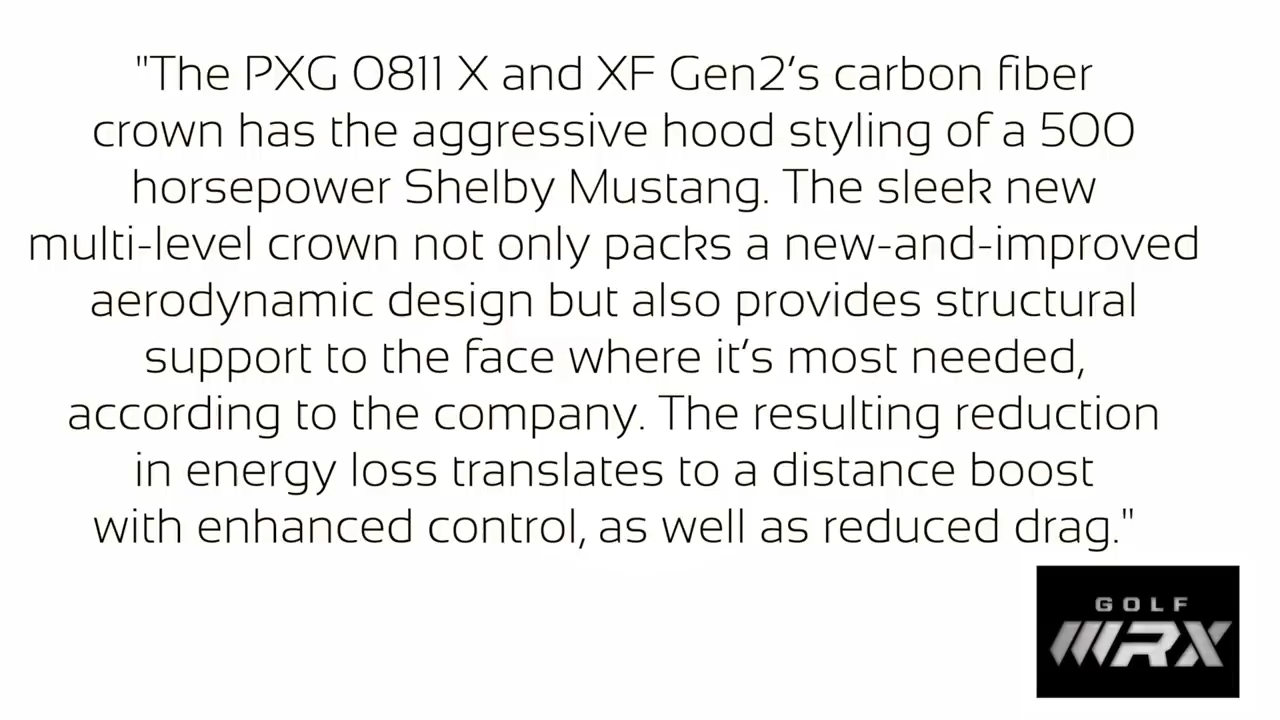 "The PXG 0811 X and XF Gen2's carbon fiber
crown has the aggressive hood styling of a 500
horsepower Shelby Mustang. The sleek new
multi-level crown not only packs a new-and-improved
aerodynamic design but also provides structural
support to the face where it's most needed,
according to the company. The resulting reduction
in energy loss translates to a distance boost
with enhanced control, as well as reduced drag."
GOLF
WRX